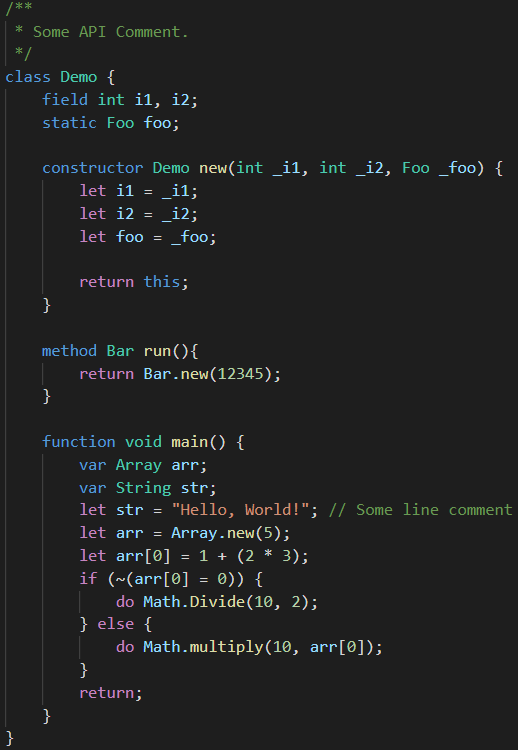 /**
 * Some API Comment.
 */
class Demo {
    field int i1, i2;
    static Foo foo;

    constructor Demo new(int _i1, int _i2, Foo _foo) {
        let i1 = _i1;
        let i2 = _i2;
        let foo = _foo;

        return this;
    }

    method Bar run(){
        return Bar.new(12345);
    }

    function void main() {
        var Array arr;
        var String str;
        let str = "Hello, World!"; // Some line comment
        let arr = Array.new(5);
        let arr[0] = 1 + (2 * 3);
        if (~(arr[0] = 0)) {
            do Math.Divide(10, 2);
        } else {
            do Math.multiply(10, arr[0]);
        }
        return;
    }
}